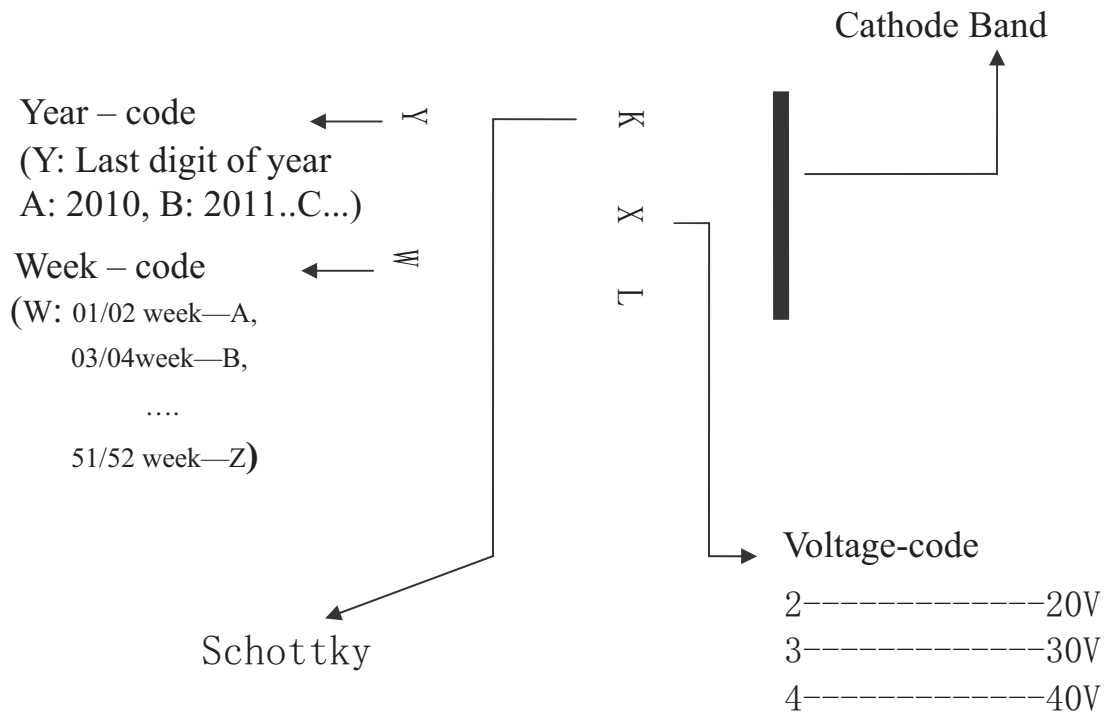 Cathode Band
Year – code
(Y: Last digit of year
A: 2010, B: 2011..C...)
Y
K
X
L
Week – code
W
(W: 01/02 week—A,
03/04week—B,
....
51/52 week—Z)
Voltage-code
2-------------20V
3-------------30V
4-------------40V
Schottky